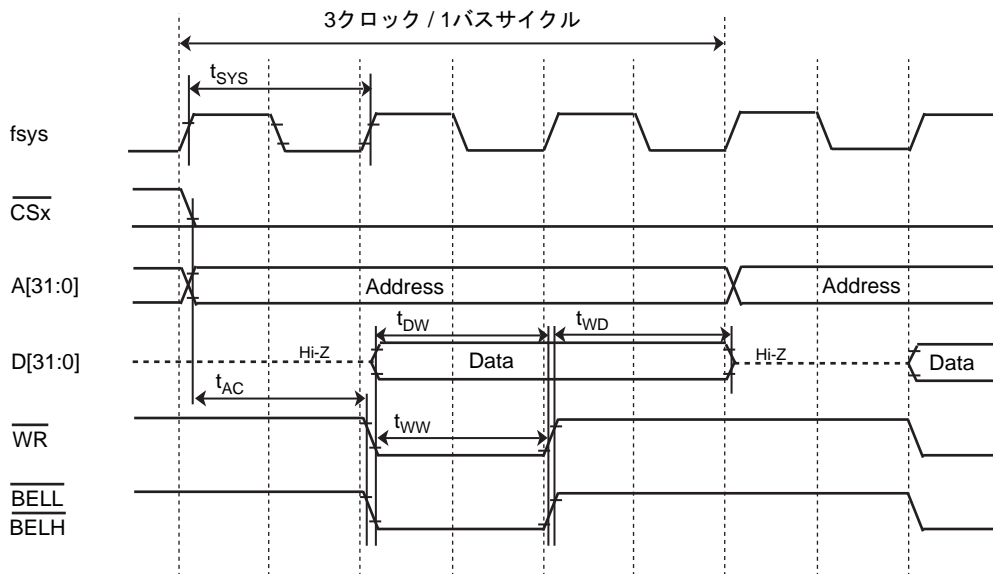 3クロック / 1バスサイクル
tSYS
fsys
CSx
A[31:0]
Address
Address
tDW
tWD
D[31:0]
Hi-Z
Data
Hi-Z
Data
tAC
tWW
WR
BELL
BELH